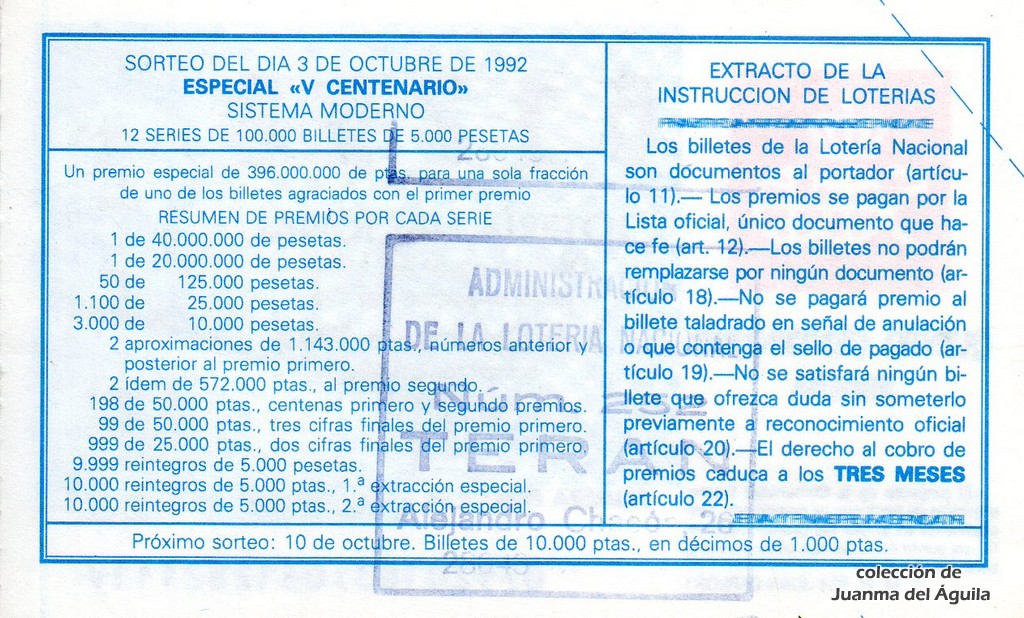 SORTEO DEL DIA 3 DE OCTUBRE DE 1992
ESPECIAL «V CENTENARIO»
SISTEMA MODERNO
12 SERIES DE 100.000 BILLETES DE 5.000 PESETAS
Un premio especial de 396.000.000 de ptas. para una sola fracción
de uno de los billetes agraciados con el primer premio
RESUMEN DE PREMIOS POR CADA SERIE
1 de 40.000.000 de pesetas.
1 de 20.000.000 de pesetas.
50 de 125.000 pesetas.
1.100 de 25.000 pesetas.
3.000 de 10.000 pesetas.
2 aproximaciones de 1.143.000 ptas., números anterior y
posterior al premio primero.
2 ídem de 572.000 ptas., al premio segundo.
198 de 50.000 ptas., centenas primero y segundo premios.
99 de 50.000 ptas., tres cifras finales del premio primero.
999 de 25.000 ptas., dos cifras finales del premio primero.
9.999 reintegros de 5.000 pesetas.
10.000 reintegros de 5.000 ptas., 1.ª extracción especial.
10.000 reintegros de 5.000 ptas., 2.ª extracción especial.
EXTRACTO DE LA
INSTRUCCION DE LOTERIAS
Los billetes de la Lotería Nacional
son documentos al portador (artícu-
lo 11).— Los premios se pagan por la
Lista oficial, único documento que ha-
ce fe (art. 12).—Los billetes no podrán
remplazarse por ningún documento (ar-
tículo 18).—No se pagará premio al
billete taladrado en señal de anulación
o que contenga el sello de pagado (ar-
tículo 19).—No se satisfará ningún bi-
llete que ofrezca duda sin someterlo
previamente a reconocimiento oficial
(artículo 20).—El derecho al cobro de
premios caduca a los TRES MESES
(artículo 22).
Próximo sorteo: 10 de octubre. Billetes de 10.000 ptas., en décimos de 1.000 ptas.
ADMINISTRACION
DE LA LOTERIA NACIONAL
Núm. 252
TERAN
Alejandro Chacón, 20
colección de
Juanma del Águila